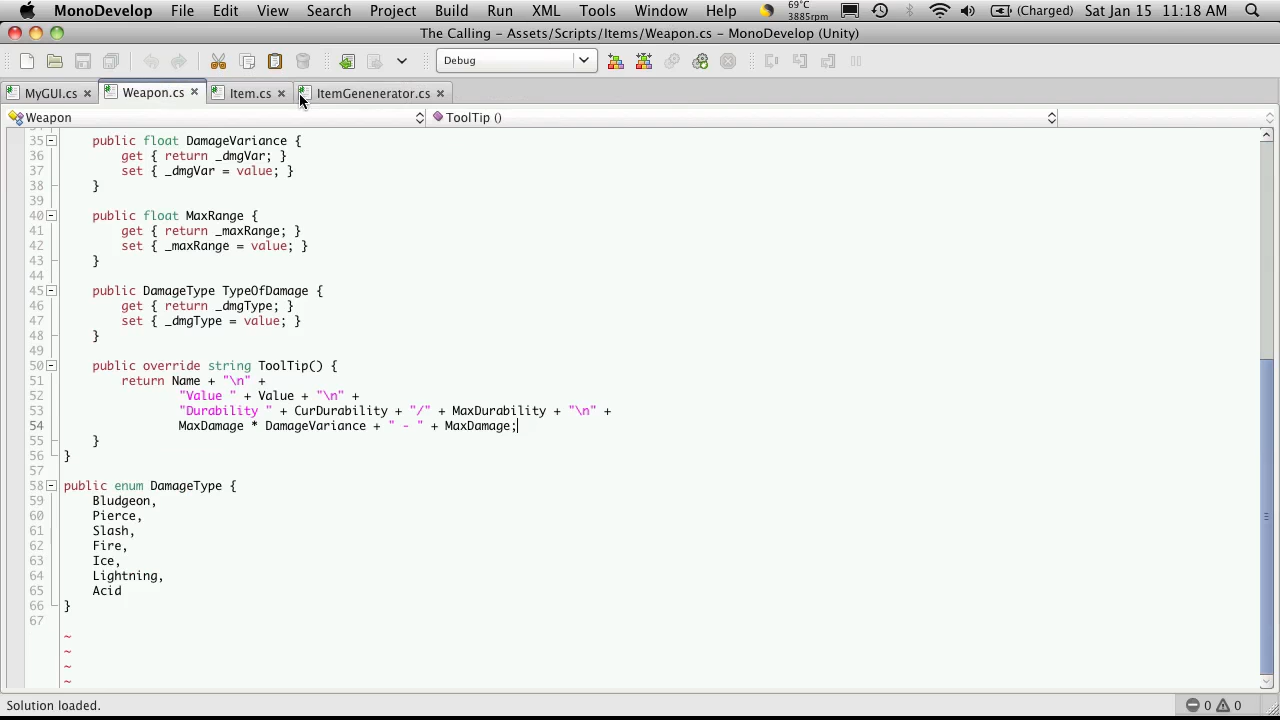 MonoDevelop File Edit View Search Project Build Run XML Tools Window Help 69°C 3885rpm (Charged) Sat Jan 15 11:18 AM
The Calling – Assets/Scripts/Items/Weapon.cs – MonoDevelop (Unity)
Debug
MyGUI.cs Weapon.cs Item.cs ItemGenenerator.cs
Weapon ToolTip ()
35 public float DamageVariance {
36 get { return _dmgVar; }
37 set { _dmgVar = value; }
38 }
39
40 public float MaxRange {
41 get { return _maxRange; }
42 set { _maxRange = value; }
43 }
44
45 public DamageType TypeOfDamage {
46 get { return _dmgType; }
47 set { _dmgType = value; }
48 }
49
50 public override string ToolTip() {
51 return Name + "\n" +
52 "Value " + Value + "\n" +
53 "Durability " + CurDurability + "/" + MaxDurability + "\n" +
54 MaxDamage * DamageVariance + " - " + MaxDamage;
55 }
56 }
57
58 public enum DamageType {
59 Bludgeon,
60 Pierce,
61 Slash,
62 Fire,
63 Ice,
64 Lightning,
65 Acid
66 }
67
~
~
~
~
Solution loaded. 0 0